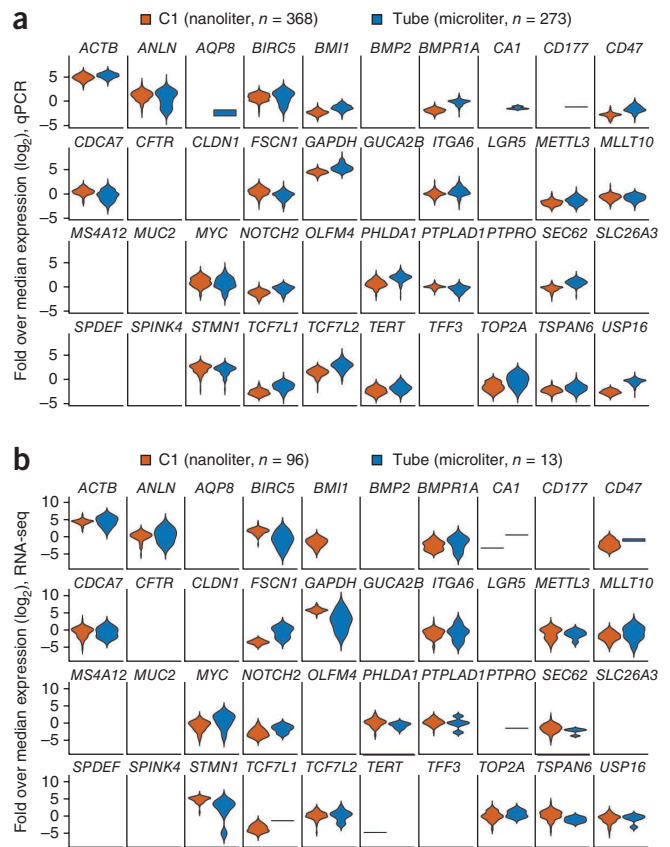 a
C1 (nanoliter, n = 368) Tube (microliter, n = 273)
Fold over median expression (log2), qPCR
ACTB ANLN AQP8 BIRC5 BMI1 BMP2 BMPR1A CA1 CD177 CD47
5
0
–5
CDCA7 CFTR CLDN1 FSCN1 GAPDH GUCA2B ITGA6 LGR5 METTL3 MLLT10
5
0
–5
MS4A12 MUC2 MYC NOTCH2 OLFM4 PHLDA1 PTPLAD1 PTPRO SEC62 SLC26A3
5
0
–5
SPDEF SPINK4 STMN1 TCF7L1 TCF7L2 TERT TFF3 TOP2A TSPAN6 USP16
5
0
–5
b
C1 (nanoliter, n = 96) Tube (microliter, n = 13)
Fold over median expression (log2), RNA-seq
ACTB ANLN AQP8 BIRC5 BMI1 BMP2 BMPR1A CA1 CD177 CD47
10
5
0
–5
CDCA7 CFTR CLDN1 FSCN1 GAPDH GUCA2B ITGA6 LGR5 METTL3 MLLT10
10
5
0
–5
MS4A12 MUC2 MYC NOTCH2 OLFM4 PHLDA1 PTPLAD1 PTPRO SEC62 SLC26A3
10
5
0
–5
SPDEF SPINK4 STMN1 TCF7L1 TCF7L2 TERT TFF3 TOP2A TSPAN6 USP16
10
5
0
–5